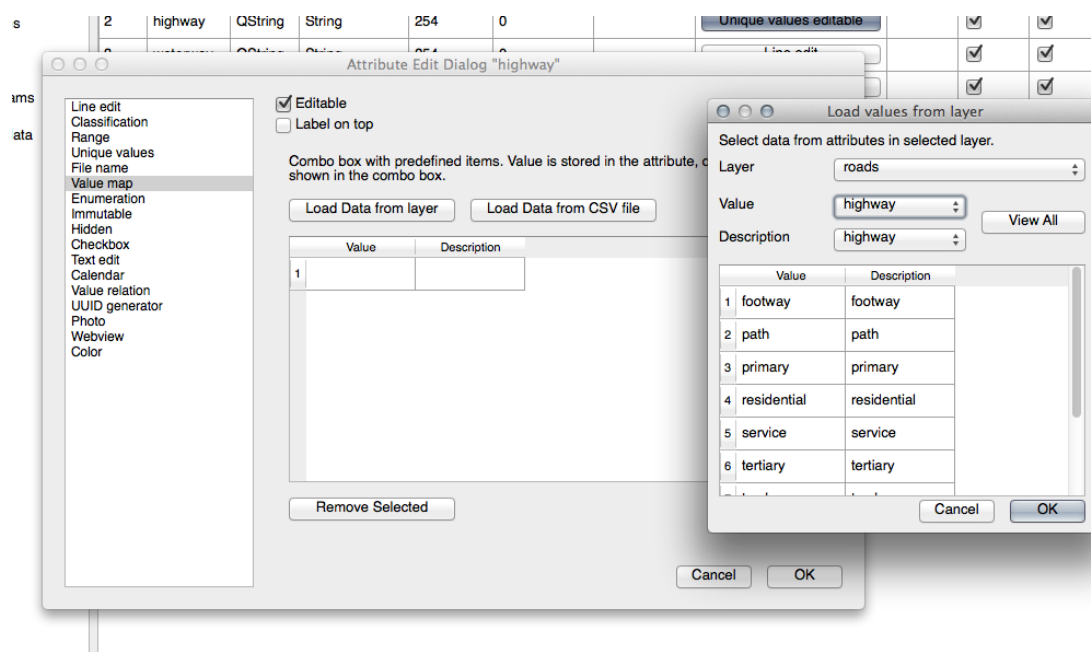 s
2 highway QString String 254 0 Unique values editable
QString String 254 0 Line edit
Attribute Edit Dialog "highway"
ams
ata
Line edit
Classification
Range
Unique values
File name
Value map
Enumeration
Immutable
Hidden
Checkbox
Text edit
Calendar
Value relation
UUID generator
Photo
Webview
Color
Editable
Label on top
Combo box with predefined items. Value is stored in the attribute,
shown in the combo box.
Load Data from layer Load Data from CSV file
Value Description
1
Remove Selected
Cancel OK
Load values from layer
Select data from attributes in selected layer.
Layer roads
Value highway
View All
Description highway
Value Description
1 footway footway
2 path path
3 primary primary
4 residential residential
5 service service
6 tertiary tertiary
Cancel OK